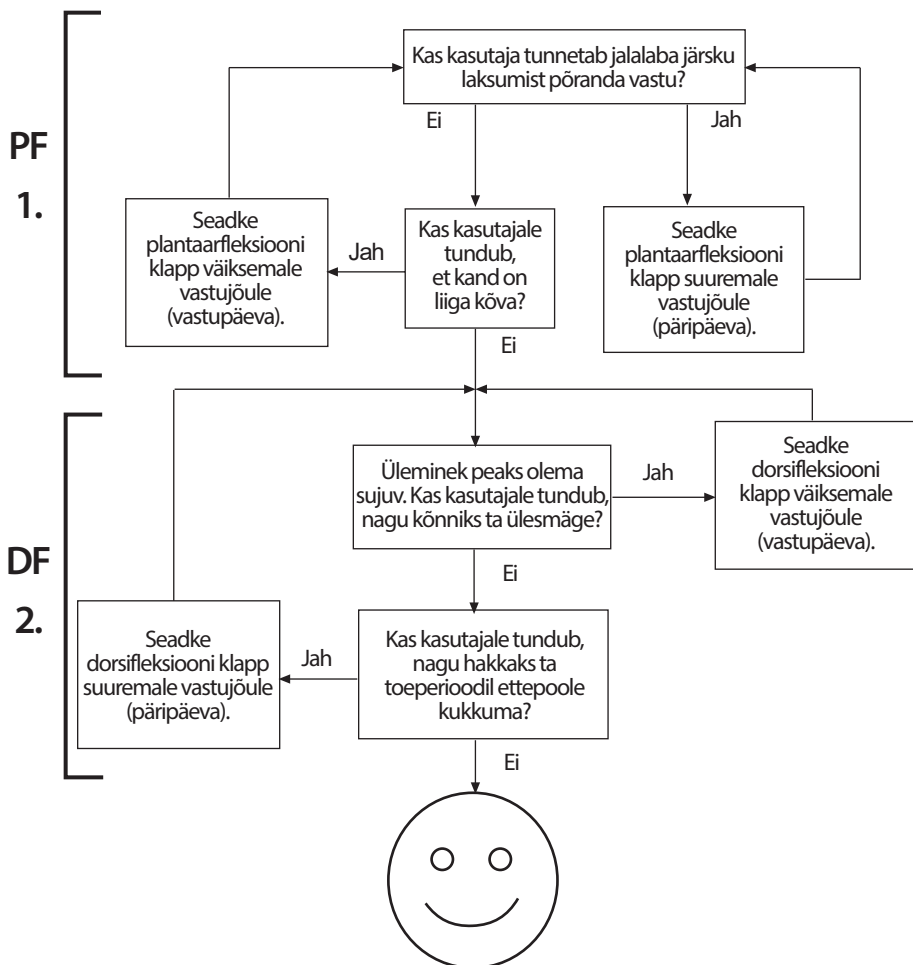 PF
1.
Kas kasutaja tunnetab jalalaba järsku
laksumist põranda vastu?
Ei
Jah
Seadke
plantaarfleksiooni
klapp väiksemale
vastujõule
(vastupäeva).
Jah
Kas kasutajale
tundub,
et kand on
liiga kõva?
Seadke
plantaarfleksiooni
klapp suuremale
vastujõule
(päripäeva).
Ei
DF
2.
Üleminek peaks olema
sujuv. Kas kasutajale tundub,
nagu kõnniks ta ülesmäge?
Jah
Seadke
dorsifleksiooni
klapp väiksemale
vastujõule
(vastupäeva).
Ei
Seadke
dorsifleksiooni klapp
suuremale vastujõule
(päripäeva).
Jah
Kas kasutajale tundub,
nagu hakkaks ta
toeperioodil ettepoole
kukkuma?
Ei